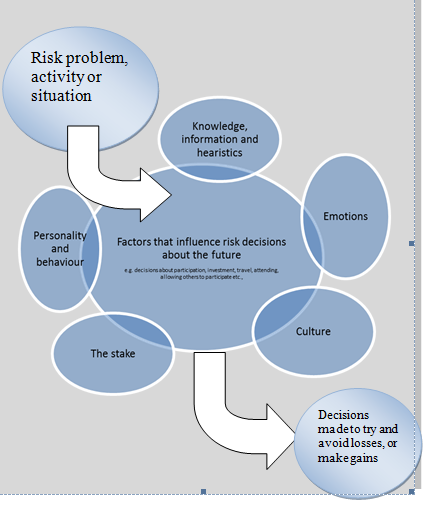 Risk problem,
activity or
situation
Knowledge,
information and
hearistics
Emotions
Personality
and
behaviour
Factors that influence risk decisions
about the future
e.g. decisions about participation, investment, travel, attending,
allowing others to participate etc.,
Culture
The stake
Decisions
made to try and
avoid losses, or
make gains